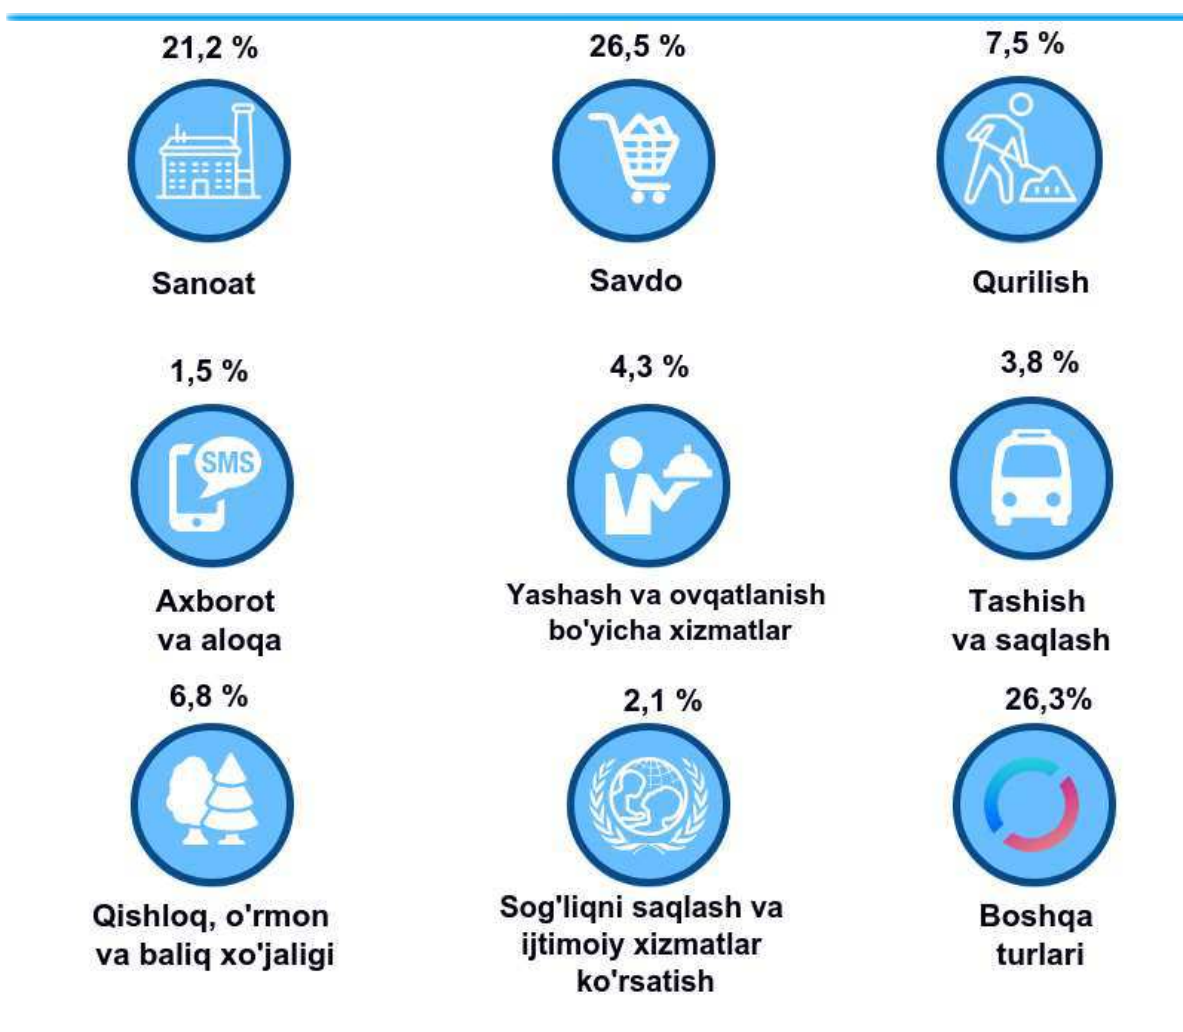 21,2 %
26,5 %
7,5 %
Sanoat
Savdo
Qurilish
1,5 %
4,3 %
3,8 %
SMS
Axborot
va aloqa
Yashash va ovqatlanish
bo'yicha xizmatlar
Tashish
va saqlash
6,8 %
2,1 %
26,3%
Qishloq, o'rmon
va baliq xo'jaligi
Sog'liqni saqlash va
ijtimoiy xizmatlar
ko'rsatish
Boshqa
turlari